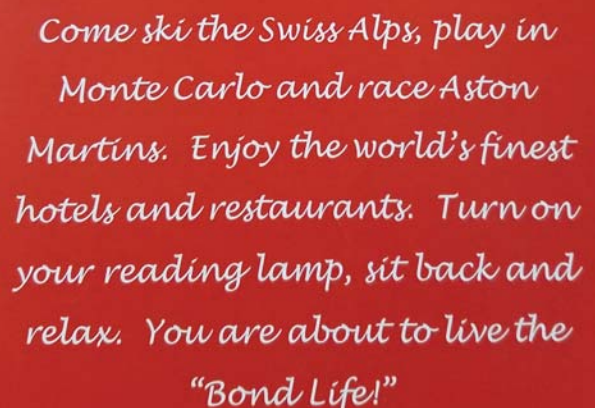 Come ski the Swiss Alps, play in
Monte Carlo and race Aston
Martins.  Enjoy the world's finest
hotels and restaurants.  Turn on
your reading lamp, sit back and
relax.  You are about to live the
"Bond Life!"